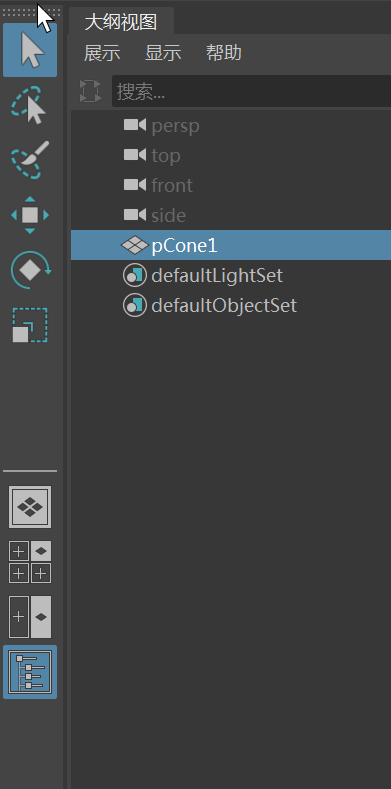 大纲视图
展示 显示 帮助
搜索...
persp
top
front
side
pCone1
defaultLightSet
defaultObjectSet